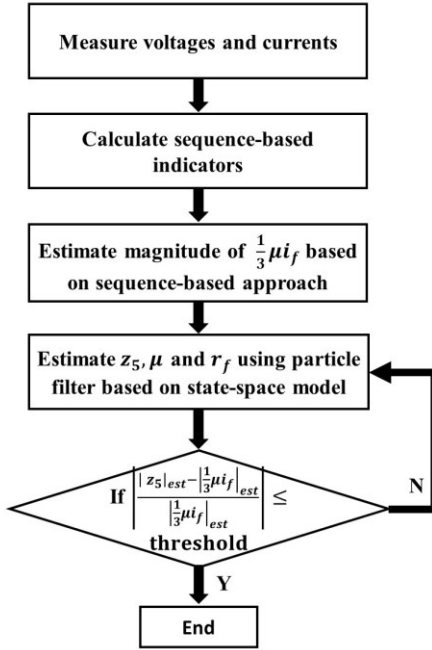 Measure voltages and currents
Calculate sequence-based
indicators
Estimate magnitude of 1/3 μi_f based
on sequence-based approach
Estimate z_5, μ and r_f using particle
filter based on state-space model
If | (|z_5|_est − |1/3 μi_f|_est) / |1/3 μi_f|_est | ≤
threshold
N
Y
End